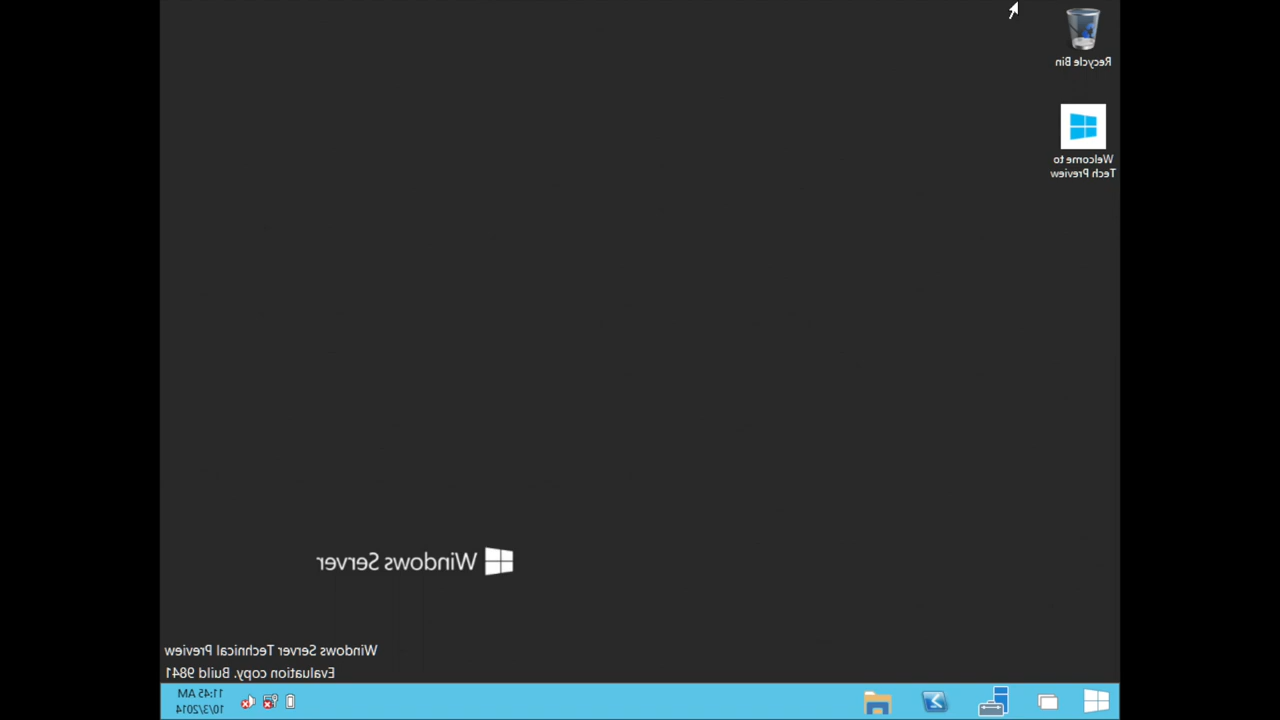 Recycle Bin
Welcome to
Tech Preview
Windows Server
Windows Server Technical Preview
Evaluation copy. Build 9841
11:45 AM
10/3/2014